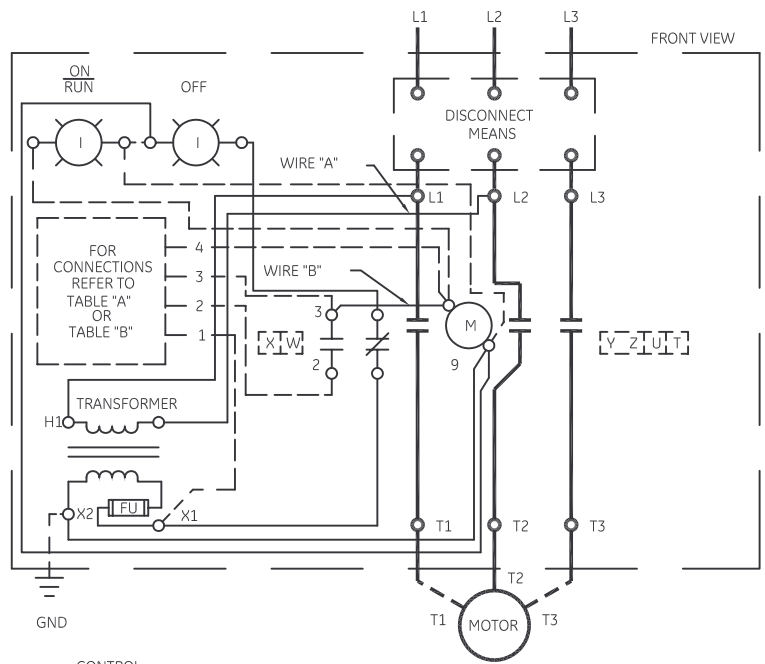 L1 L2 L3
FRONT VIEW
ON
RUN
OFF
DISCONNECT
MEANS
I
I
WIRE "A"
L1
L2
L3
FOR
CONNECTIONS
REFER TO
TABLE "A"
OR
TABLE "B"
4
3
2
1
WIRE "B"
3
X W
M
Y Z U T
2
9
TRANSFORMER
H1
FU
X2
X1
T1
T2
T3
T2
GND
T1
MOTOR
T3
CONTROL